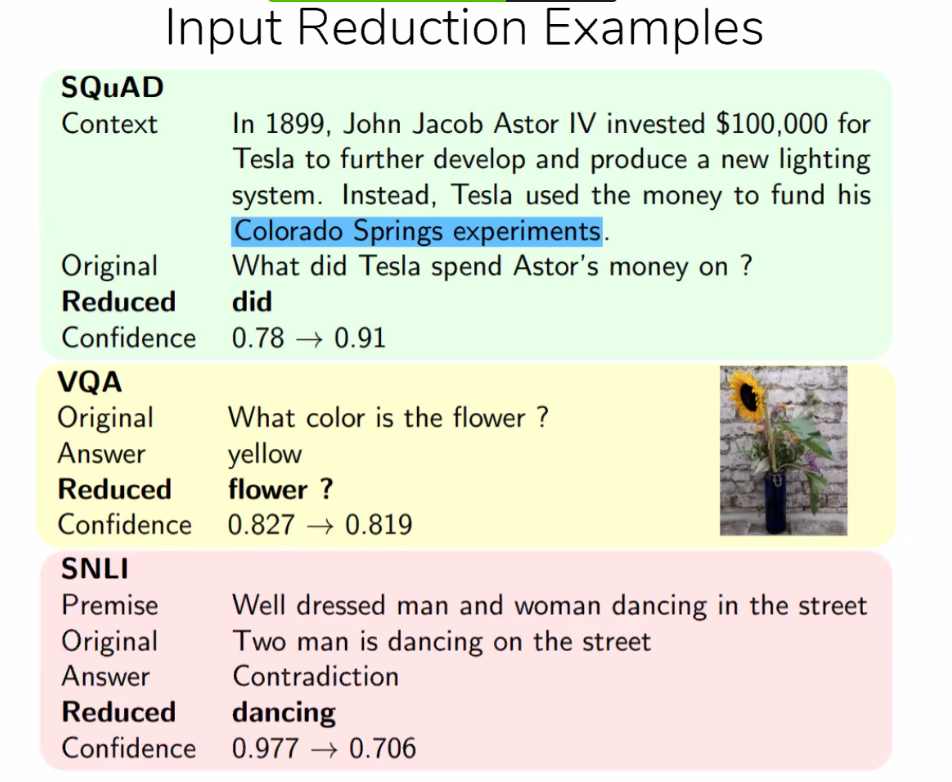 Input Reduction Examples
SQuAD
Context In 1899, John Jacob Astor IV invested $100,000 for
Tesla to further develop and produce a new lighting
system. Instead, Tesla used the money to fund his
Colorado Springs experiments.
Original What did Tesla spend Astor's money on ?
Reduced did
Confidence 0.78 → 0.91
VQA
Original What color is the flower ?
Answer yellow
Reduced flower ?
Confidence 0.827 → 0.819
SNLI
Premise Well dressed man and woman dancing in the street
Original Two man is dancing on the street
Answer Contradiction
Reduced dancing
Confidence 0.977 → 0.706